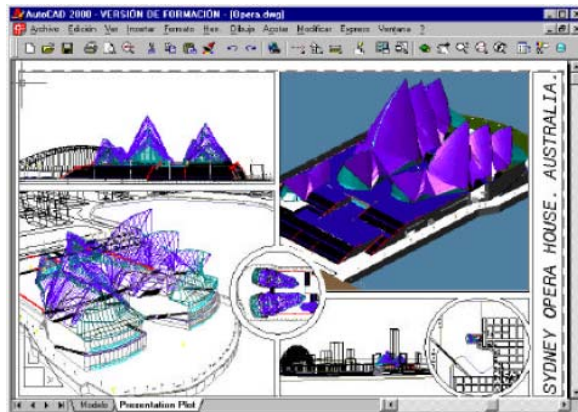 AutoCAD 2000 - VERSIÓN DE FORMACIÓN - [Opera.dwg]
Archivo Edición Ver Insertar Formato Herr. Dibujo Acotar Modificar Express Ventana ?
SYDNEY OPERA HOUSE. AUSTRALIA.
Modelo Presentation Plot